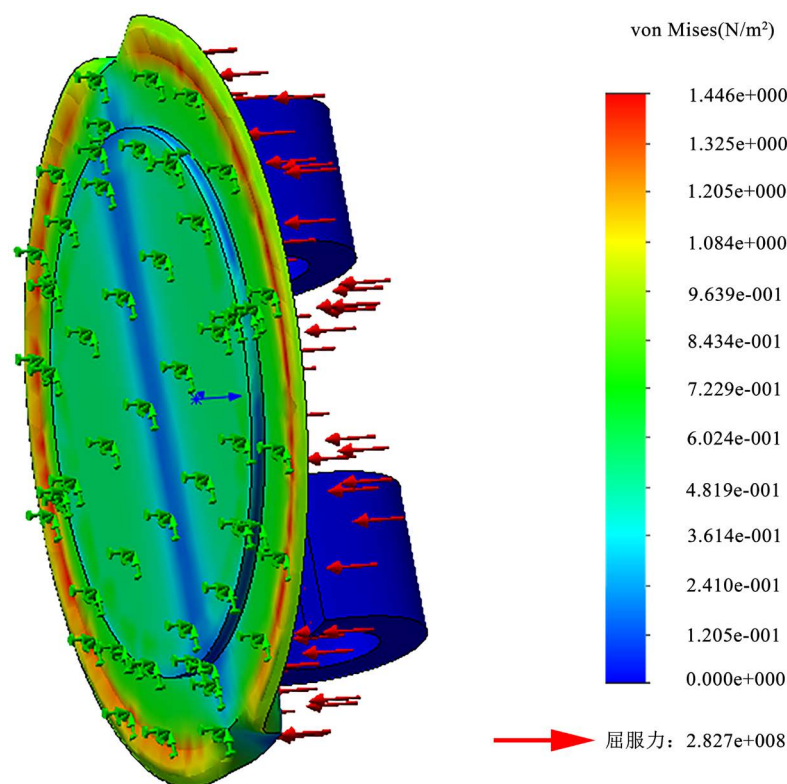 von Mises(N/m²)
1.446e+000
1.325e+000
1.205e+000
1.084e+000
9.639e-001
8.434e-001
7.229e-001
6.024e-001
4.819e-001
3.614e-001
2.410e-001
1.205e-001
0.000e+000
屈服力：2.827e+008